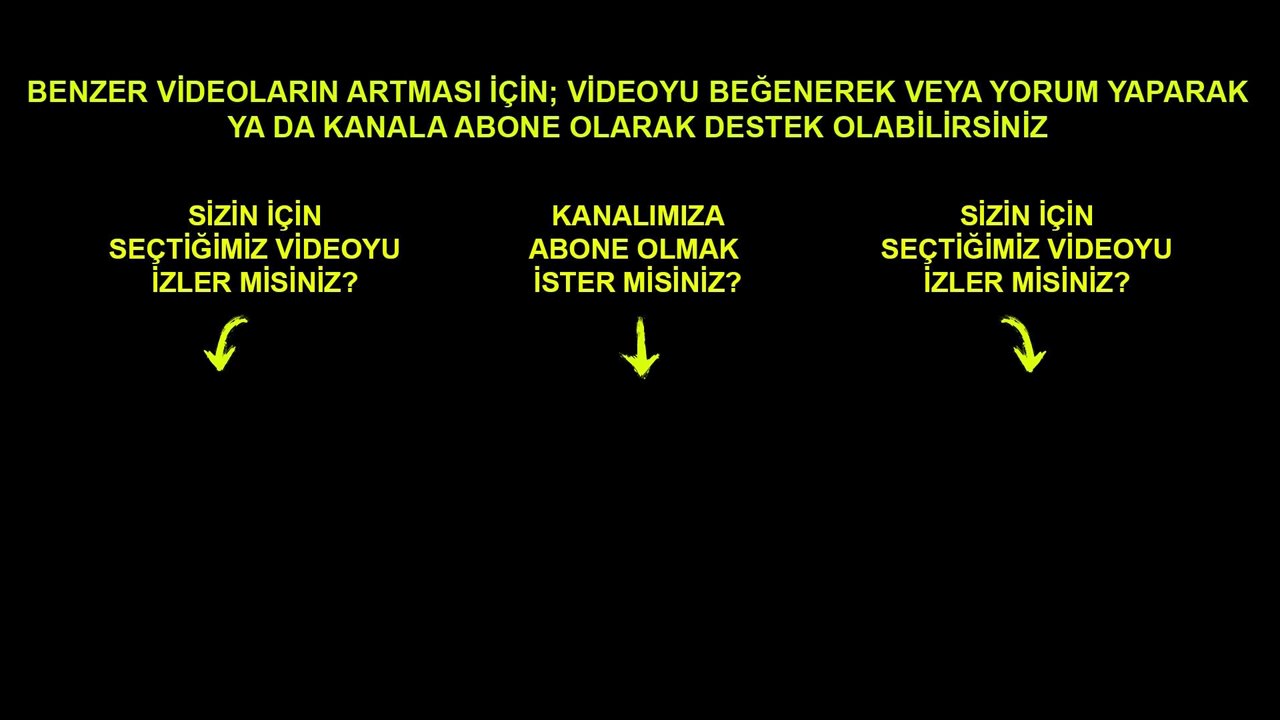 BENZER VİDEOLARIN ARTMASI İÇİN; VİDEOYU BEĞENEREK VEYA YORUM YAPARAK
YA DA KANALA ABONE OLARAK DESTEK OLABİLİRSİNİZ
SİZİN İÇİN
SEÇTİĞİMİZ VİDEOYU
İZLER MİSİNİZ?
KANALIMIZA
ABONE OLMAK
İSTER MİSİNİZ?
SİZİN İÇİN
SEÇTİĞİMİZ VİDEOYU
İZLER MİSİNİZ?